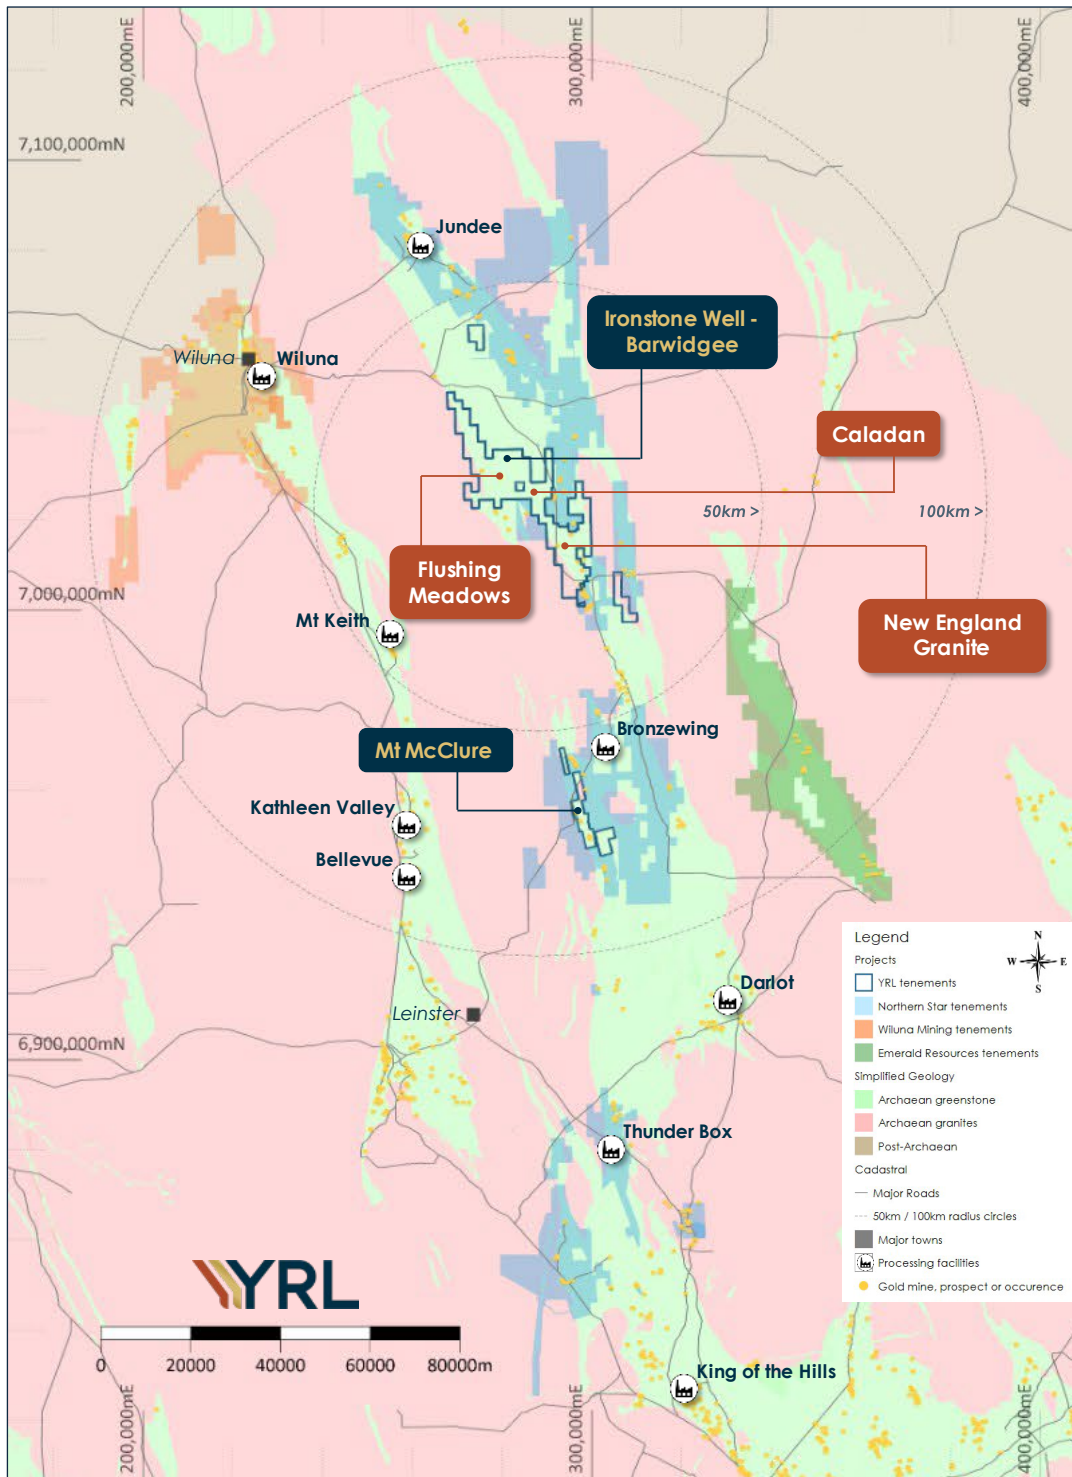 200,000mE
300,000mE
400,000mE
7,100,000mN
Jundee
Ironstone Well -
Barwidgee
Wiluna
Wiluna
Caladan
50km >
100km >
Flushing
Meadows
7,000,000mN
Mt Keith
New England
Granite
Bronzewing
Mt McClure
Kathleen Valley
Bellevue
Darlot
Leinster
6,900,000mN
Thunder Box
Legend
N
W
E
S
Projects
YRL tenements
Northern Star tenements
Wiluna Mining tenements
Emerald Resources tenements
Simplified Geology
Archaean greenstone
Archaean granites
Post-Archaean
Cadastral
Major Roads
50km / 100km radius circles
Major towns
Processing facilities
Gold mine, prospect or occurence
YRL
0
20000
40000
60000
80000m
King of the Hills
200,000mE
300,000mE
400,000mE